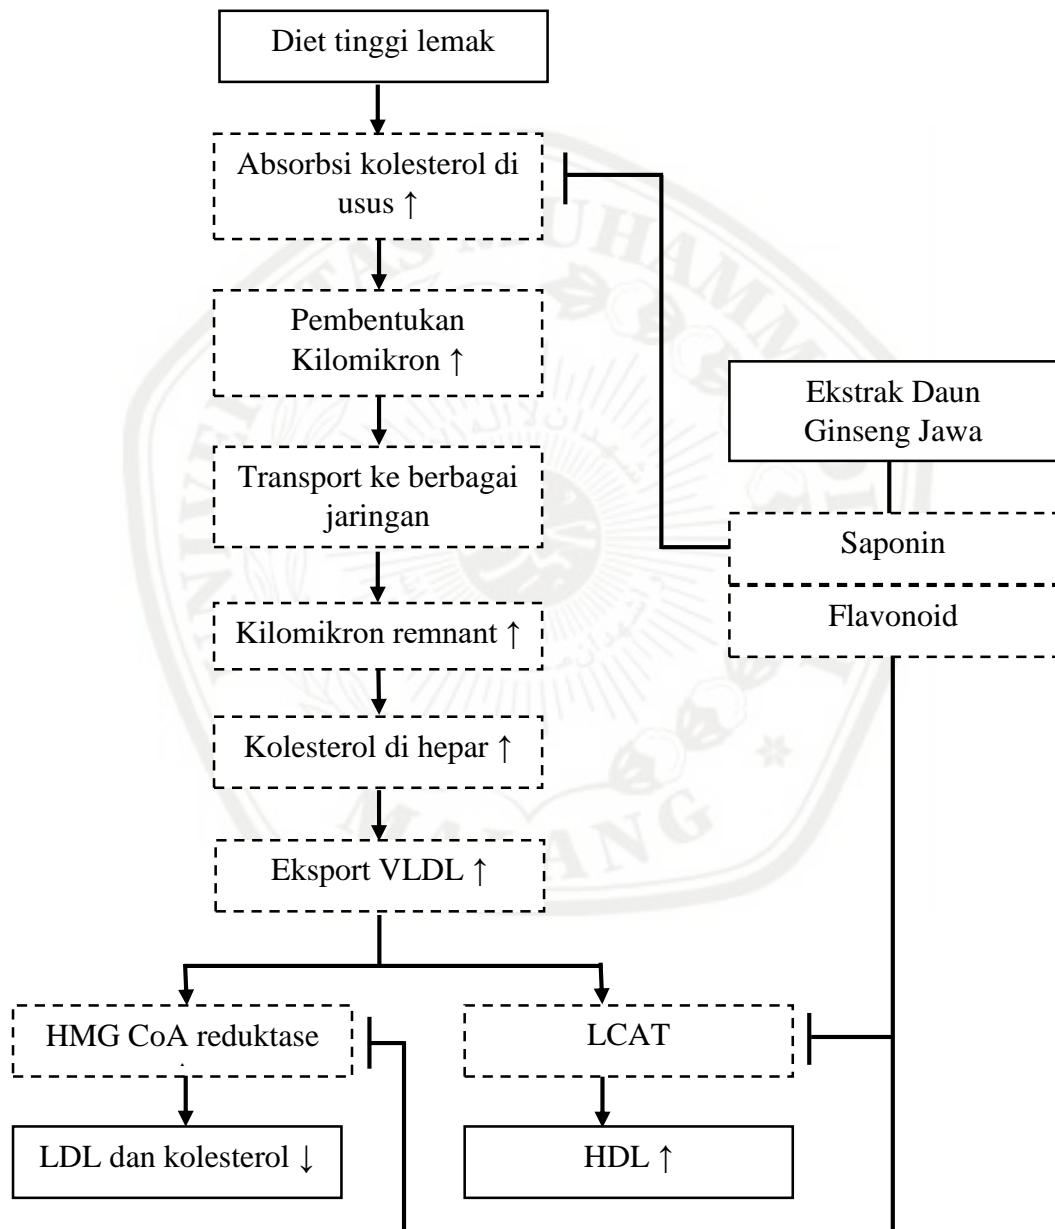 Diet tinggi lemak
Absorbsi kolesterol di
usus ↑
Pembentukan
Kilomikron ↑
Ekstrak Daun
Ginseng Jawa
Transport ke berbagai
jaringan
Saponin
Flavonoid
Kilomikron remnant ↑
Kolesterol di hepar ↑
Eksport VLDL ↑
HMG CoA reduktase
LCAT
LDL dan kolesterol ↓
HDL ↑
MALANG